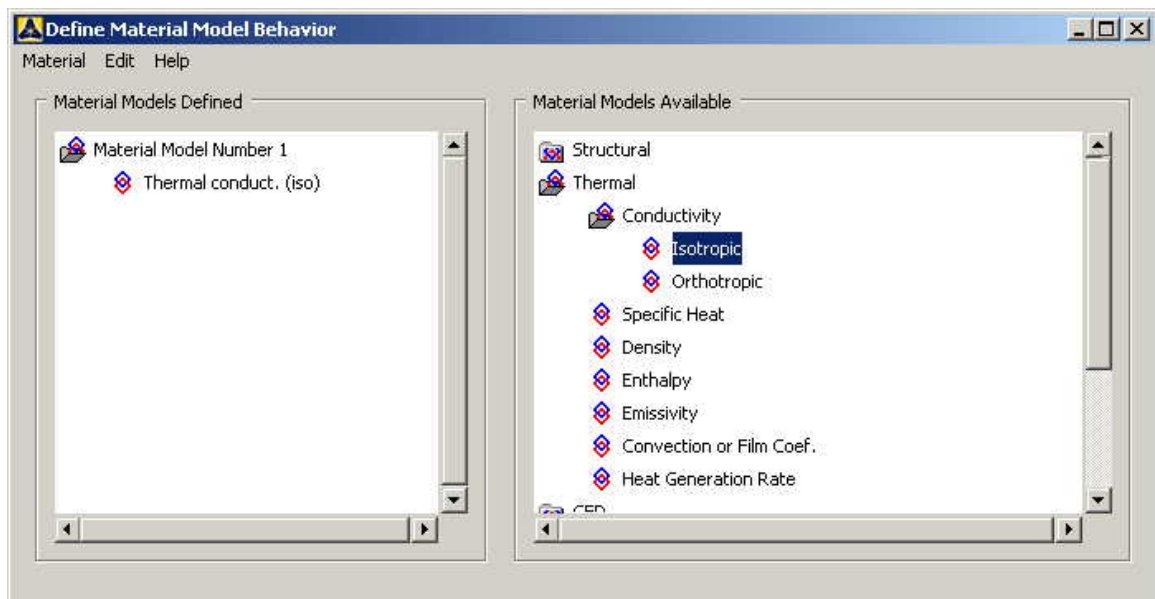 Define Material Model Behavior
Material Edit Help
Material Models Defined
Material Model Number 1
Thermal conduct. (iso)
Material Models Available
Structural
Thermal
Conductivity
Isotropic
Orthotropic
Specific Heat
Density
Enthalpy
Emissivity
Convection or Film Coef.
Heat Generation Rate
CFD